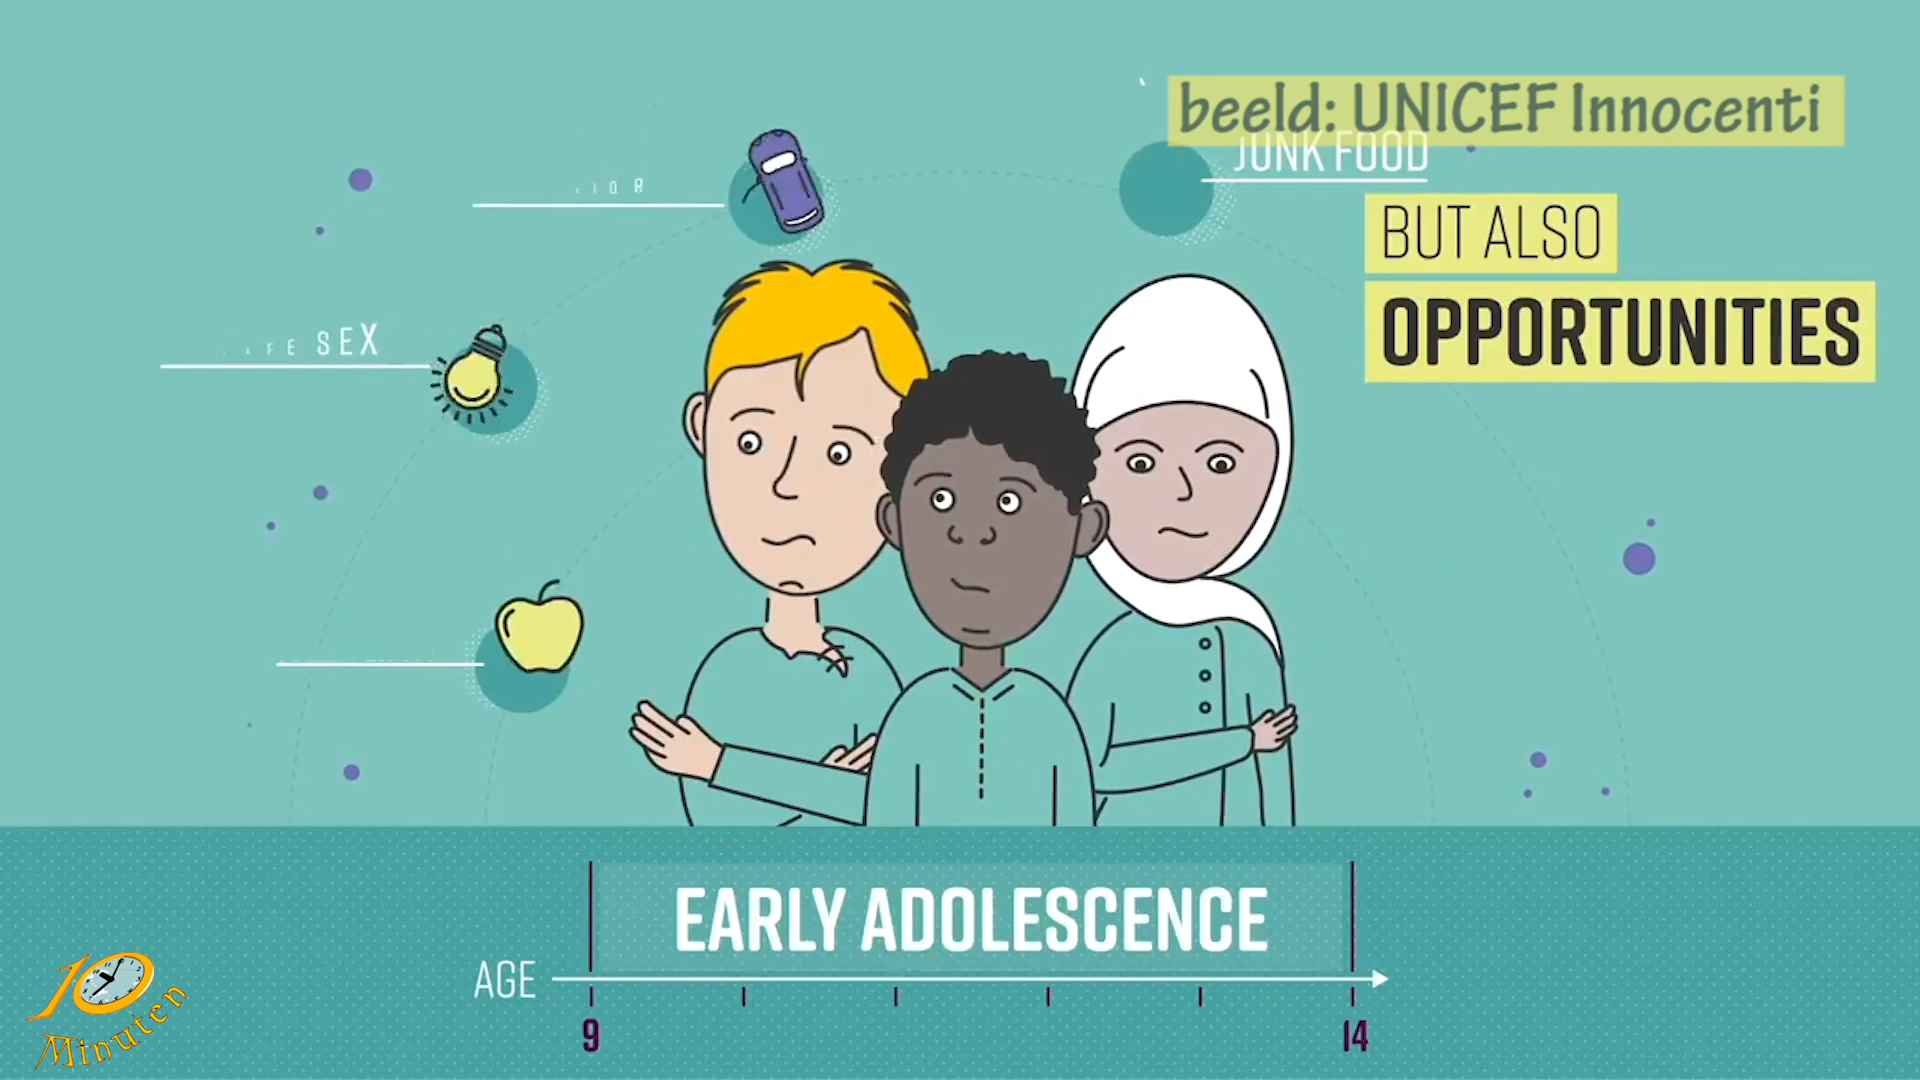 beeld: UNICEF Innocenti
JUNK FOOD
BUT ALSO
OPPORTUNITIES
SEX
EARLY ADOLESCENCE
AGE
9
14
10
Minuten